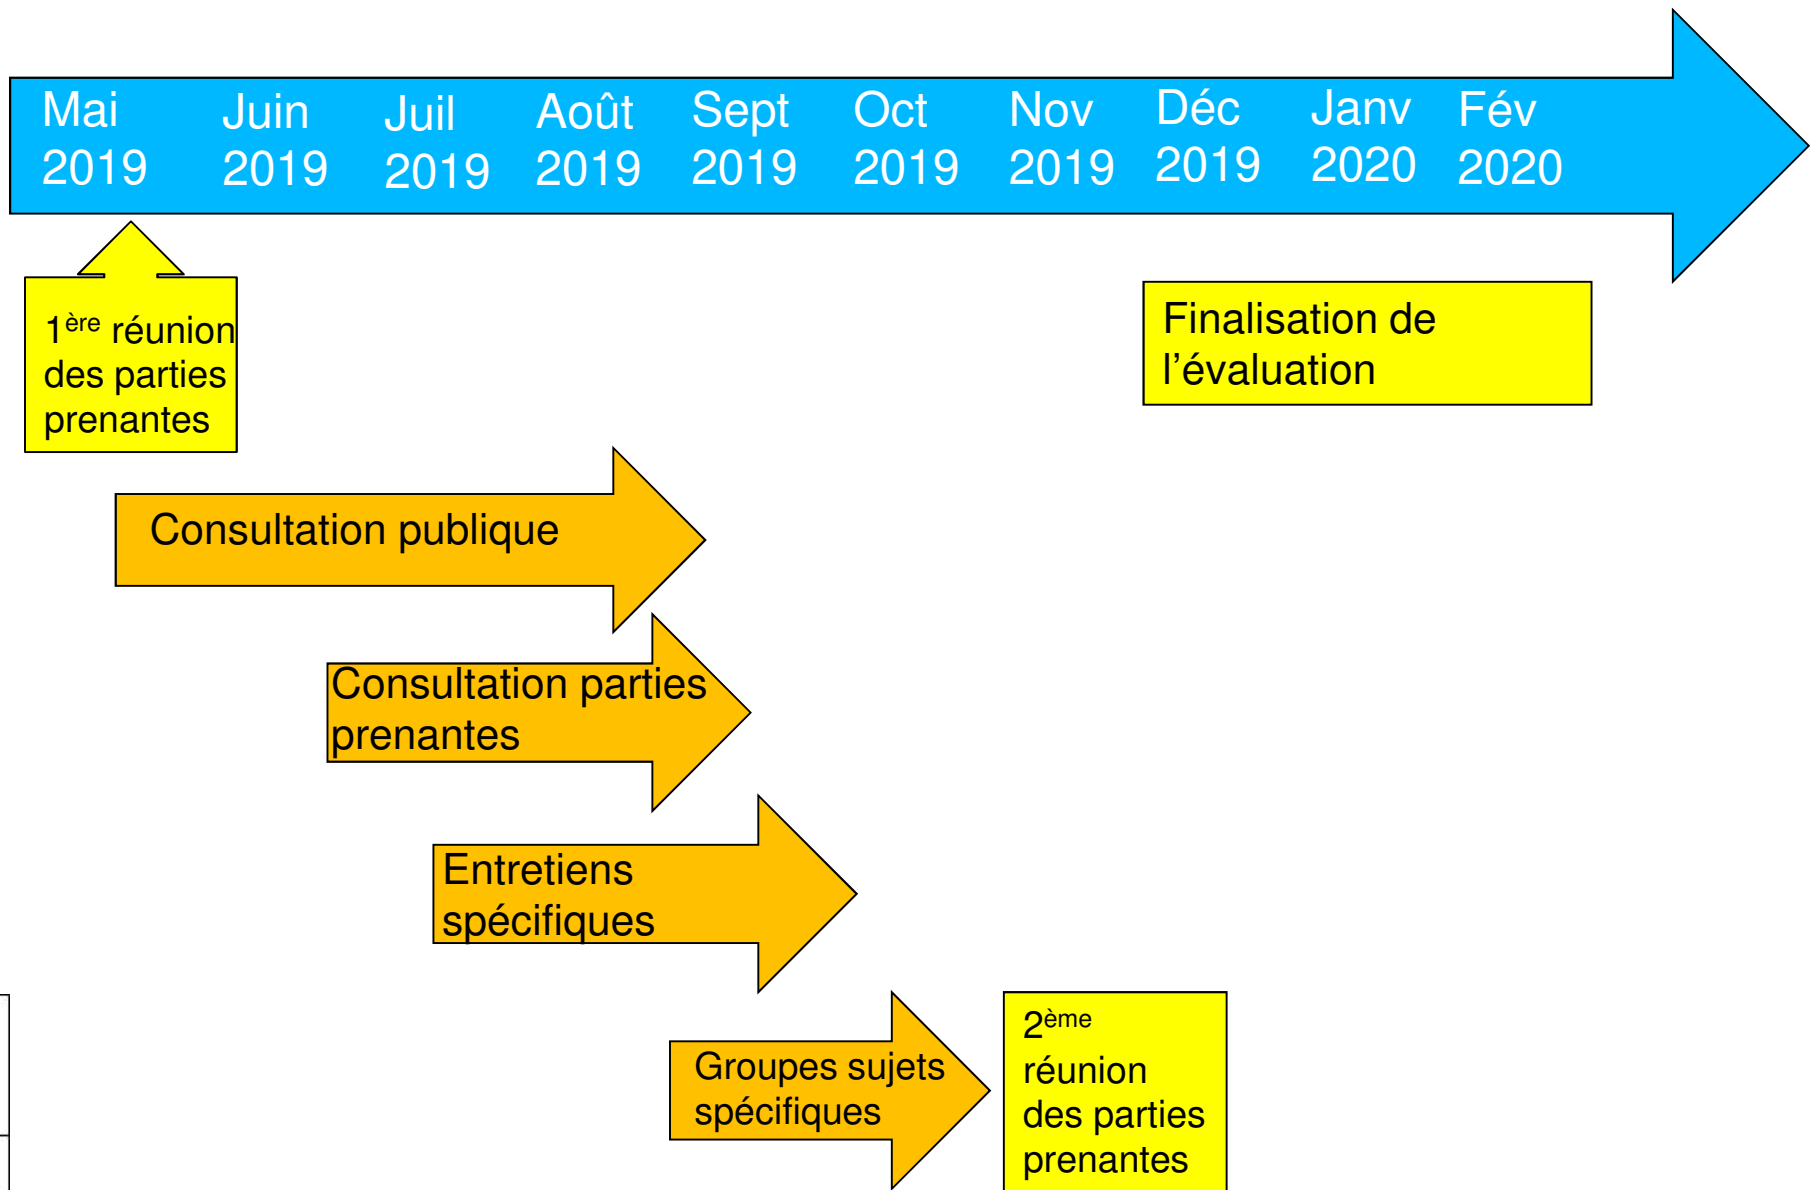 Mai Juin Juil Août Sept Oct Nov Déc Janv Fév
2019 2019 2019 2019 2019 2019 2019 2019 2020 2020
1ère réunion
des parties
prenantes
Finalisation de
l’évaluation
Consultation publique
Consultation parties
prenantes
Entretiens
spécifiques
Groupes sujets
spécifiques
2ème
réunion
des parties
prenantes